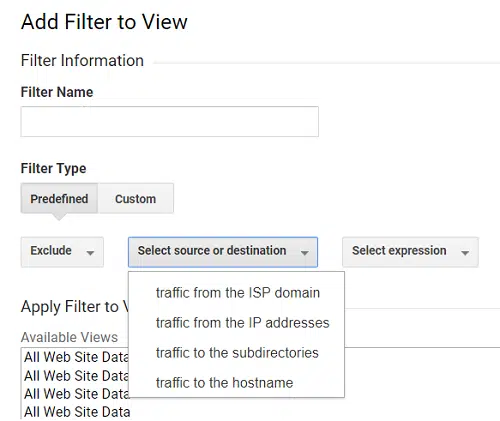 Add Filter to View
Filter Information
Filter Name
Filter Type
Predefined Custom
Exclude Select source or destination Select expression
traffic from the ISP domain
traffic from the IP addresses
traffic to the subdirectories
traffic to the hostname
Apply Filter to V
Available Views
All Web Site Data
All Web Site Data
All Web Site Data
All Web Site Data